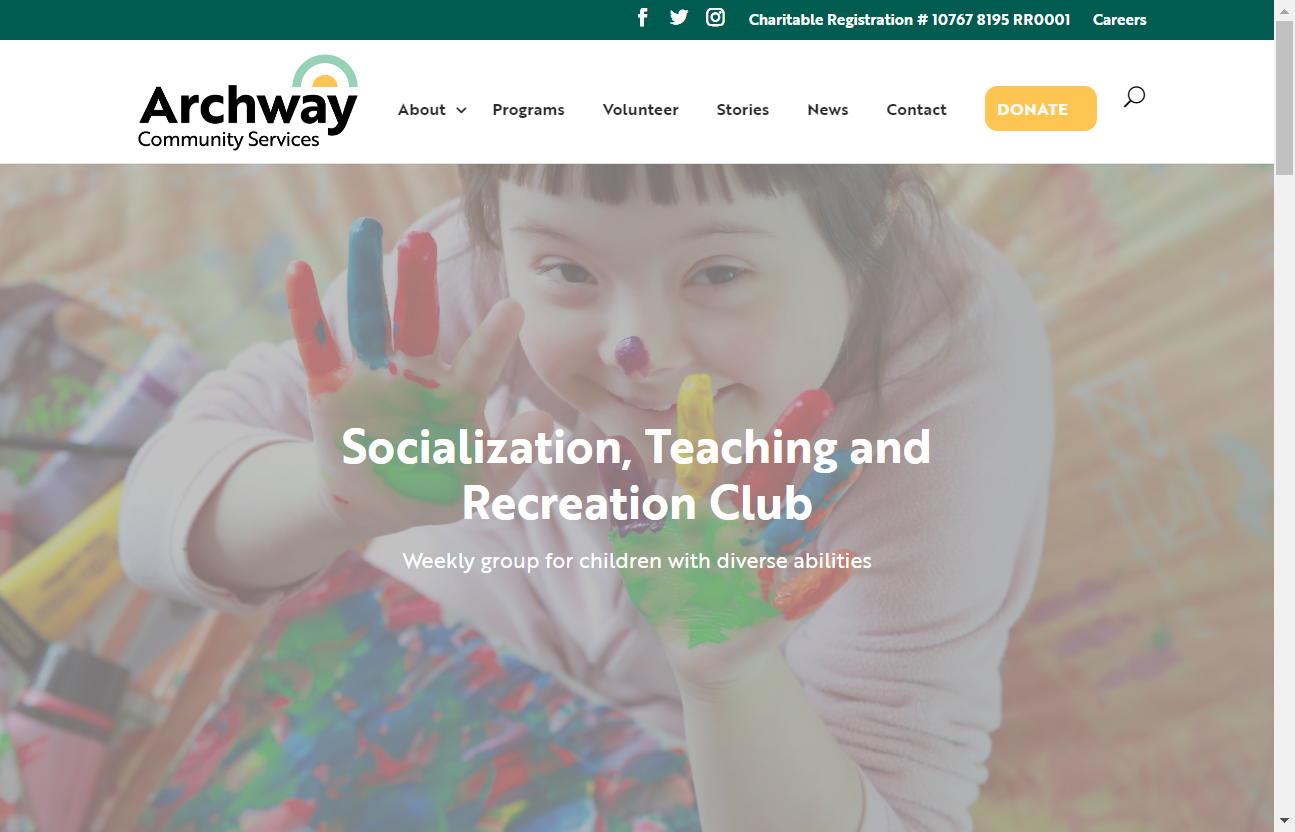 Charitable Registration # 10767 8195 RR0001 Careers
Archway
Community Services
About Programs Volunteer Stories News Contact DONATE
Socialization, Teaching and
Recreation Club
Weekly group for children with diverse abilities